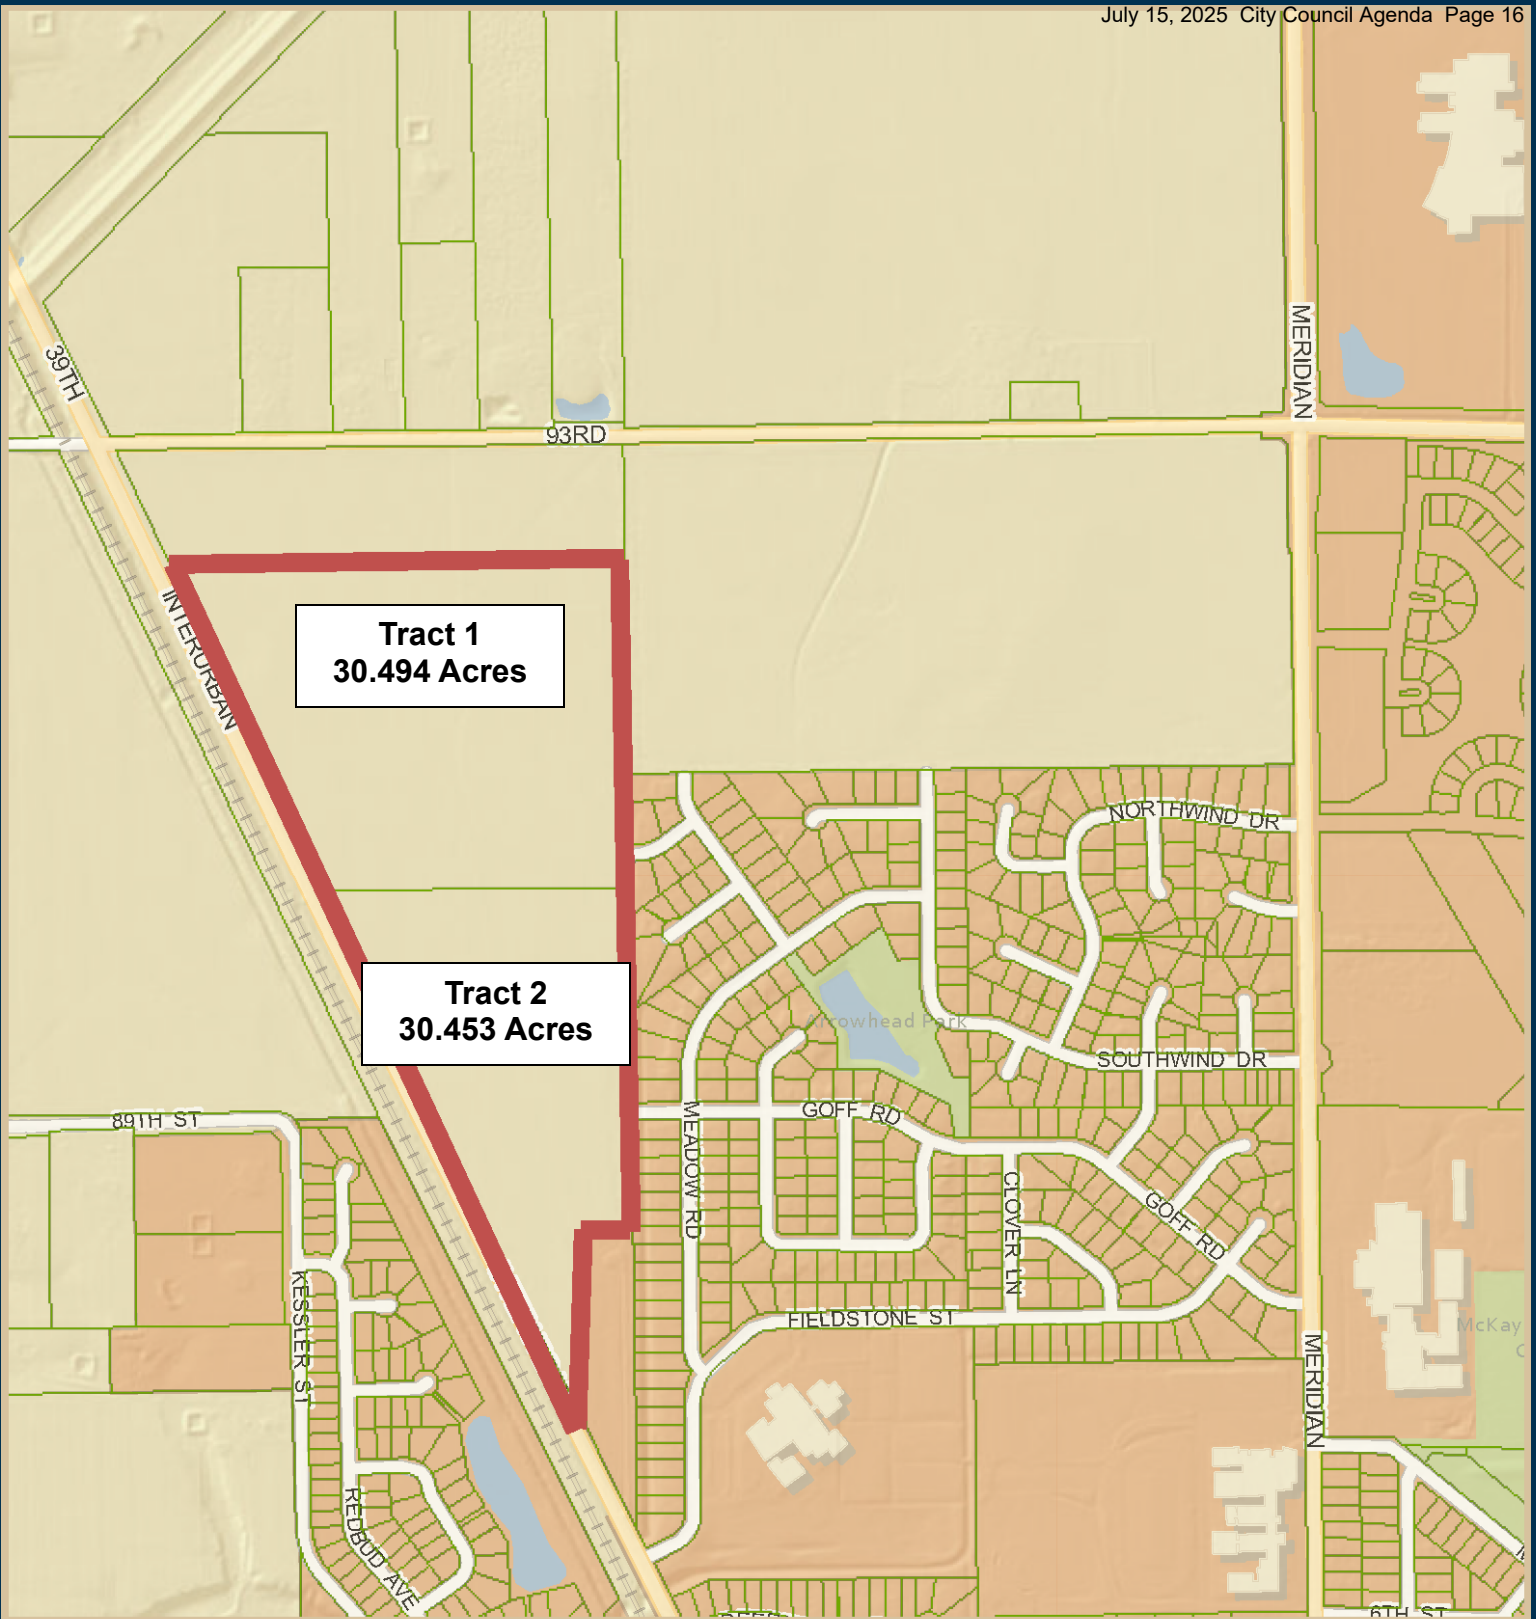 July 15, 2025  City Council Agenda  Page 16
MERIDIAN
39TH
93RD
INTERURBAN
Tract 1
30.494 Acres
NORTHWIND DR
Tract 2
30.453 Acres
Arrowhead Park
SOUTHWIND DR
89TH ST
MEADOW RD
GOFF RD
CLOVER LN
GOFF RD
KESSLER ST
FIELDSTONE ST
McKay
MERIDIAN
REDBUD AVE
6TH ST